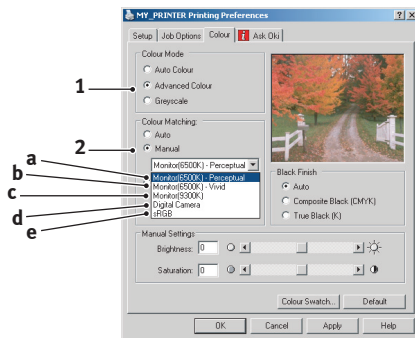 MY_PRINTER Printing Preferences
Setup
Job Options
Colour
Ask Oki
Colour Mode
Auto Colour
1
Advanced Colour
Greyscale
Colour Matching:
Auto
2
Manual
Monitor(6500K) - Perceptual
a
Monitor(6500K) - Perceptual
b
Monitor(6500K) - Vivid
c
Monitor(9300K)
d
Digital Camera
e
sRGB
Black Finish
Auto
Composite Black (CMYK)
True Black (K)
Manual Settings
Brightness: 0
Saturation: 0
Colour Swatch...
Default
OK
Cancel
Apply
Help